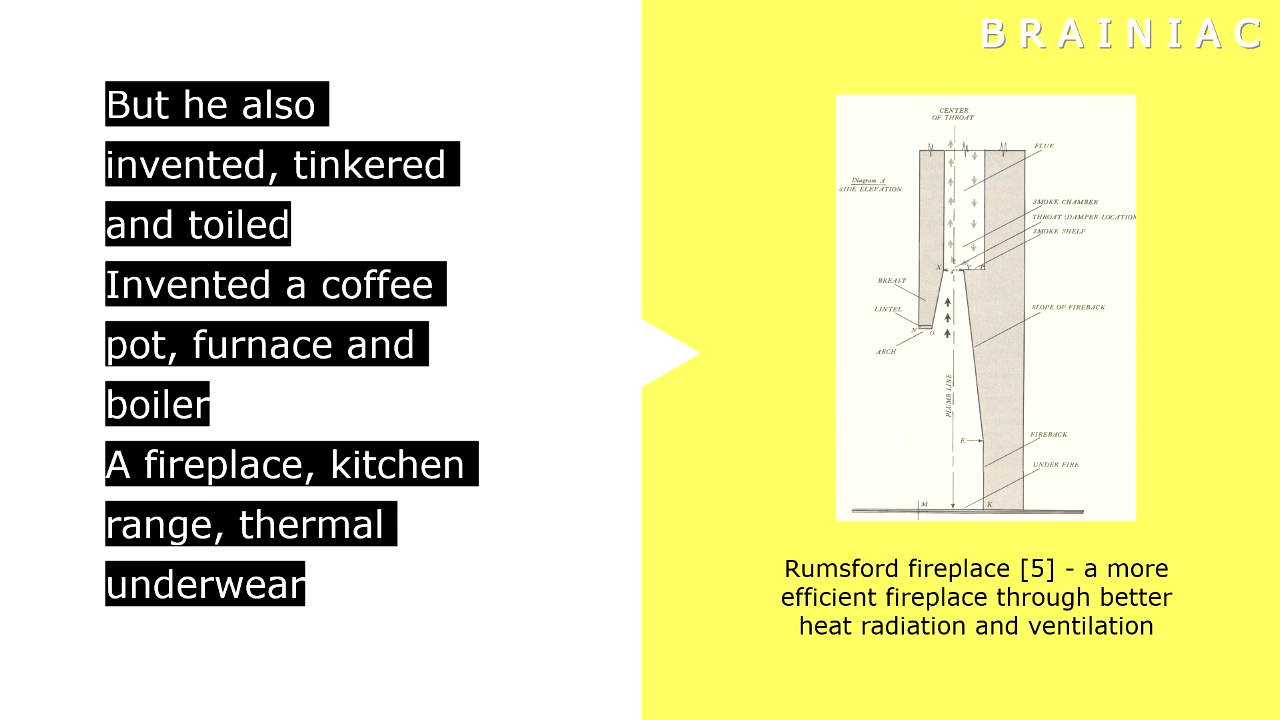 BRAINIAC
But he also
invented, tinkered
and toiled
Invented a coffee
pot, furnace and
boiler
A fireplace, kitchen
range, thermal
underwear
CENTER
OF THROAT
FLUE
Diagram A
SIDE ELEVATION
SMOKE CHAMBER
THROAT (DAMPER LOCATION
SMOKE SHELF
BREAST
LINTEL
N O
ARCH
SLOPE OF FIREBACK
PLUMB LINE
FIREBACK
E
UNDER FIRE
M K
Rumsford fireplace [5] - a more
efficient fireplace through better
heat radiation and ventilation